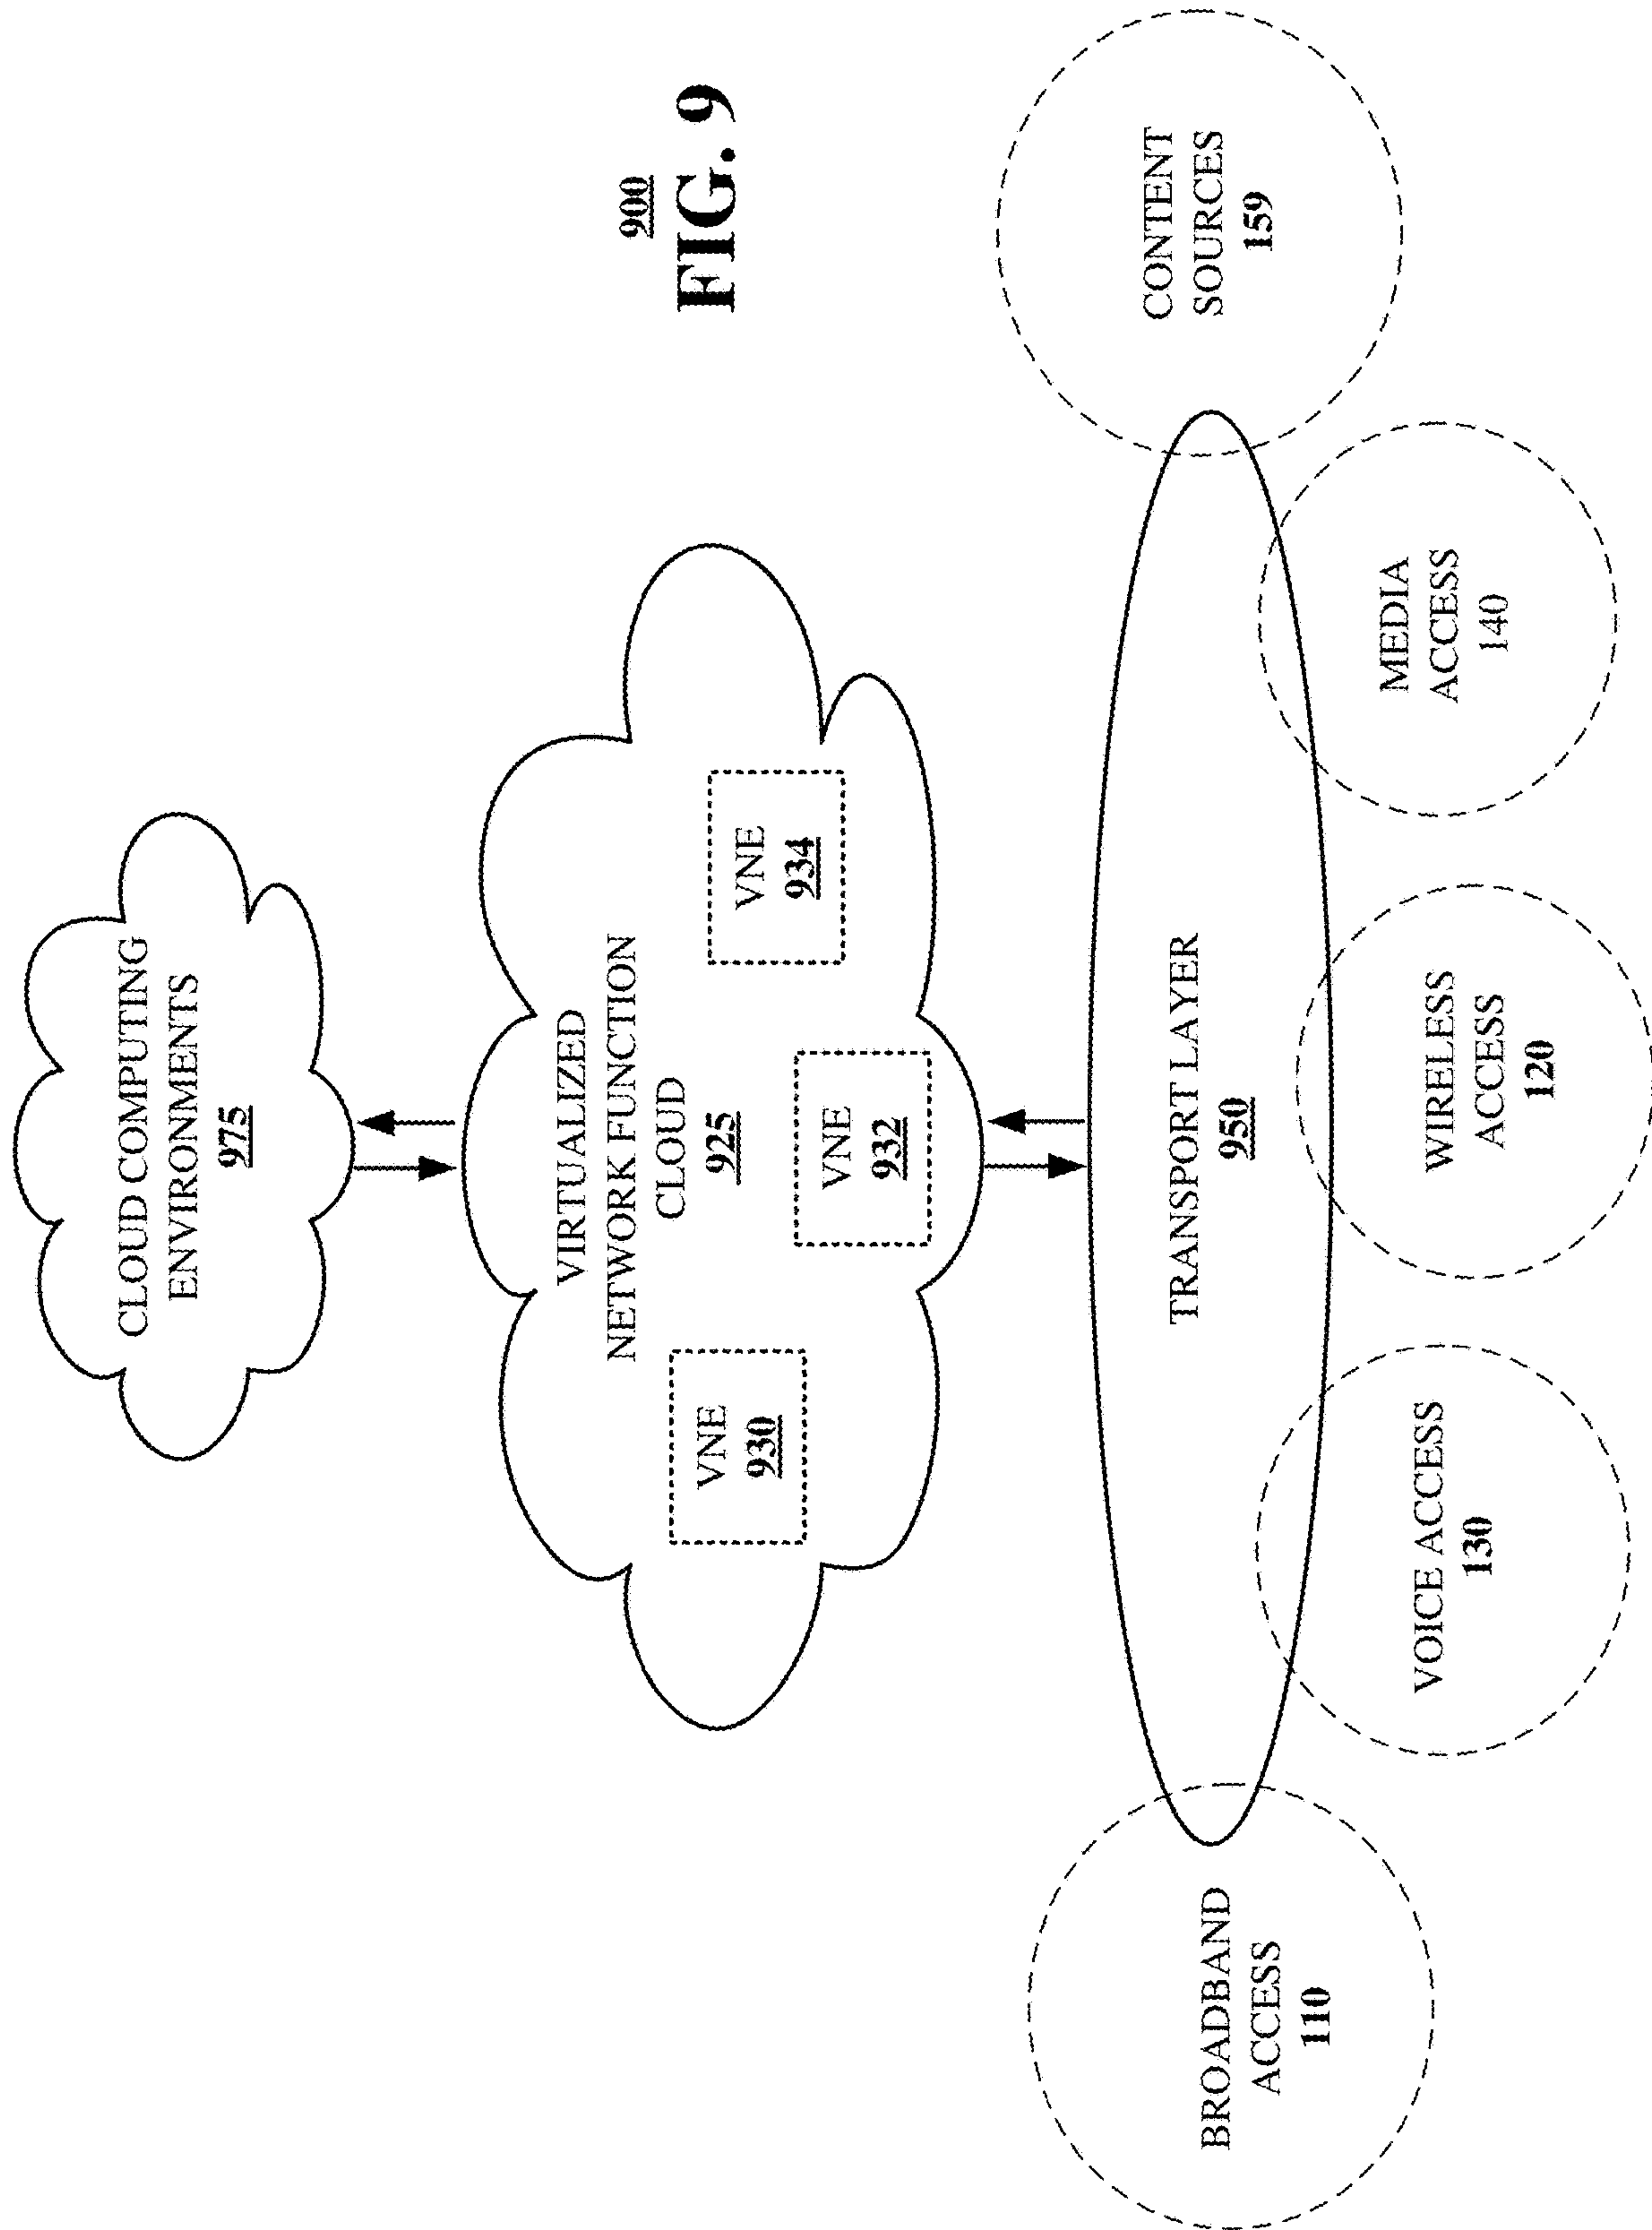 CLOUD COMPUTING
ENVIRONMENTS
975
VIRTUALIZED
NETWORK FUNCTION
CLOUD
925
VNE
930
VNE
932
VNE
934
900
FIG. 9
TRANSPORT LAYER
950
BROADBAND
ACCESS
110
VOICE ACCESS
130
WIRELESS
ACCESS
120
MEDIA
ACCESS
140
CONTENT
SOURCES
159